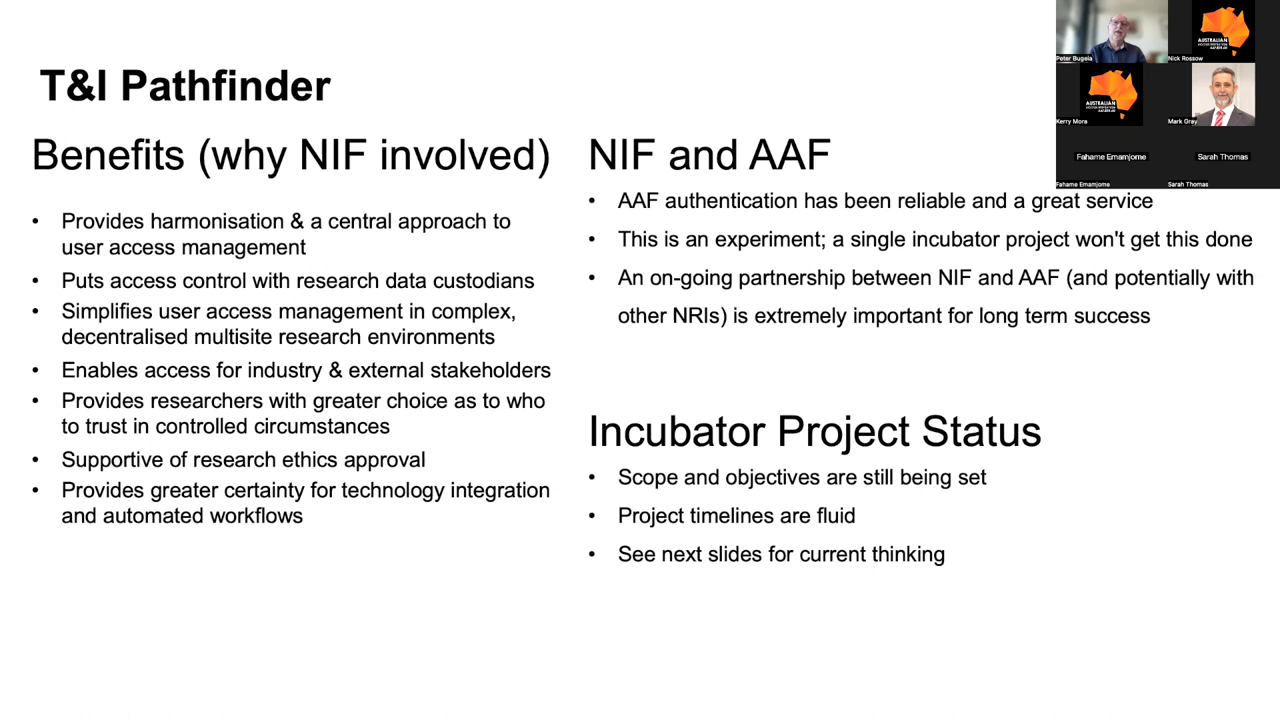 T&I Pathfinder
Benefits (why NIF involved)
• Provides harmonisation & a central approach to
user access management
• Puts access control with research data custodians
• Simplifies user access management in complex,
decentralised multisite research environments
• Enables access for industry & external stakeholders
• Provides researchers with greater choice as to who
to trust in controlled circumstances
• Supportive of research ethics approval
• Provides greater certainty for technology integration
and automated workflows
NIF and AAF
• AAF authentication has been reliable and a great service
• This is an experiment; a single incubator project won't get this done
• An on-going partnership between NIF and AAF (and potentially with
other NRIs) is extremely important for long term success
Incubator Project Status
• Scope and objectives are still being set
• Project timelines are fluid
• See next slides for current thinking
Peter Bugeia
AUSTRALIAN
Nick Rossow
AUSTRALIAN
Kerry Mora
Mark Gray
Fahame Emamjome
Fahame Emamjome
Sarah Thomas
Sarah Thomas